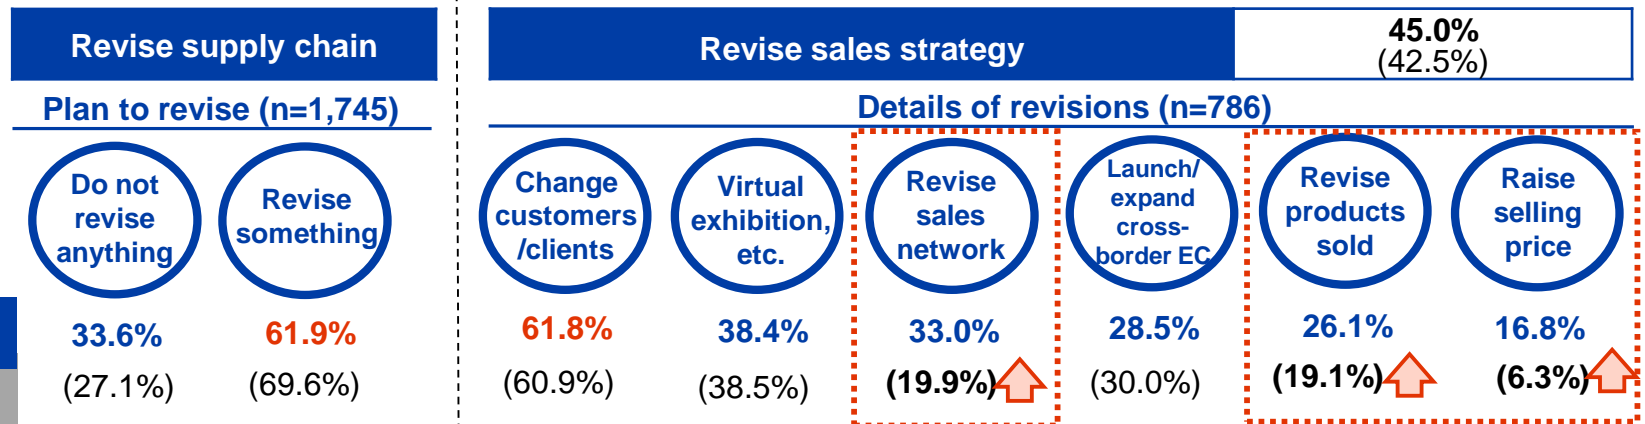 Revise supply chain
Plan to revise (n=1,745)
Do not
revise
anything
Revise
something
33.6%
61.9%
(27.1%)
(69.6%)
Revise sales strategy
45.0%
(42.5%)
Details of revisions (n=786)
Change
customers
/clients
Virtual
exhibition,
etc.
Revise
sales
network
Launch/
expand
cross-
border EC
Revise
products
sold
Raise
selling
price
61.8%
38.4%
33.0%
28.5%
26.1%
16.8%
(60.9%)
(38.5%)
(19.9%)
(30.0%)
(19.1%)
(6.3%)